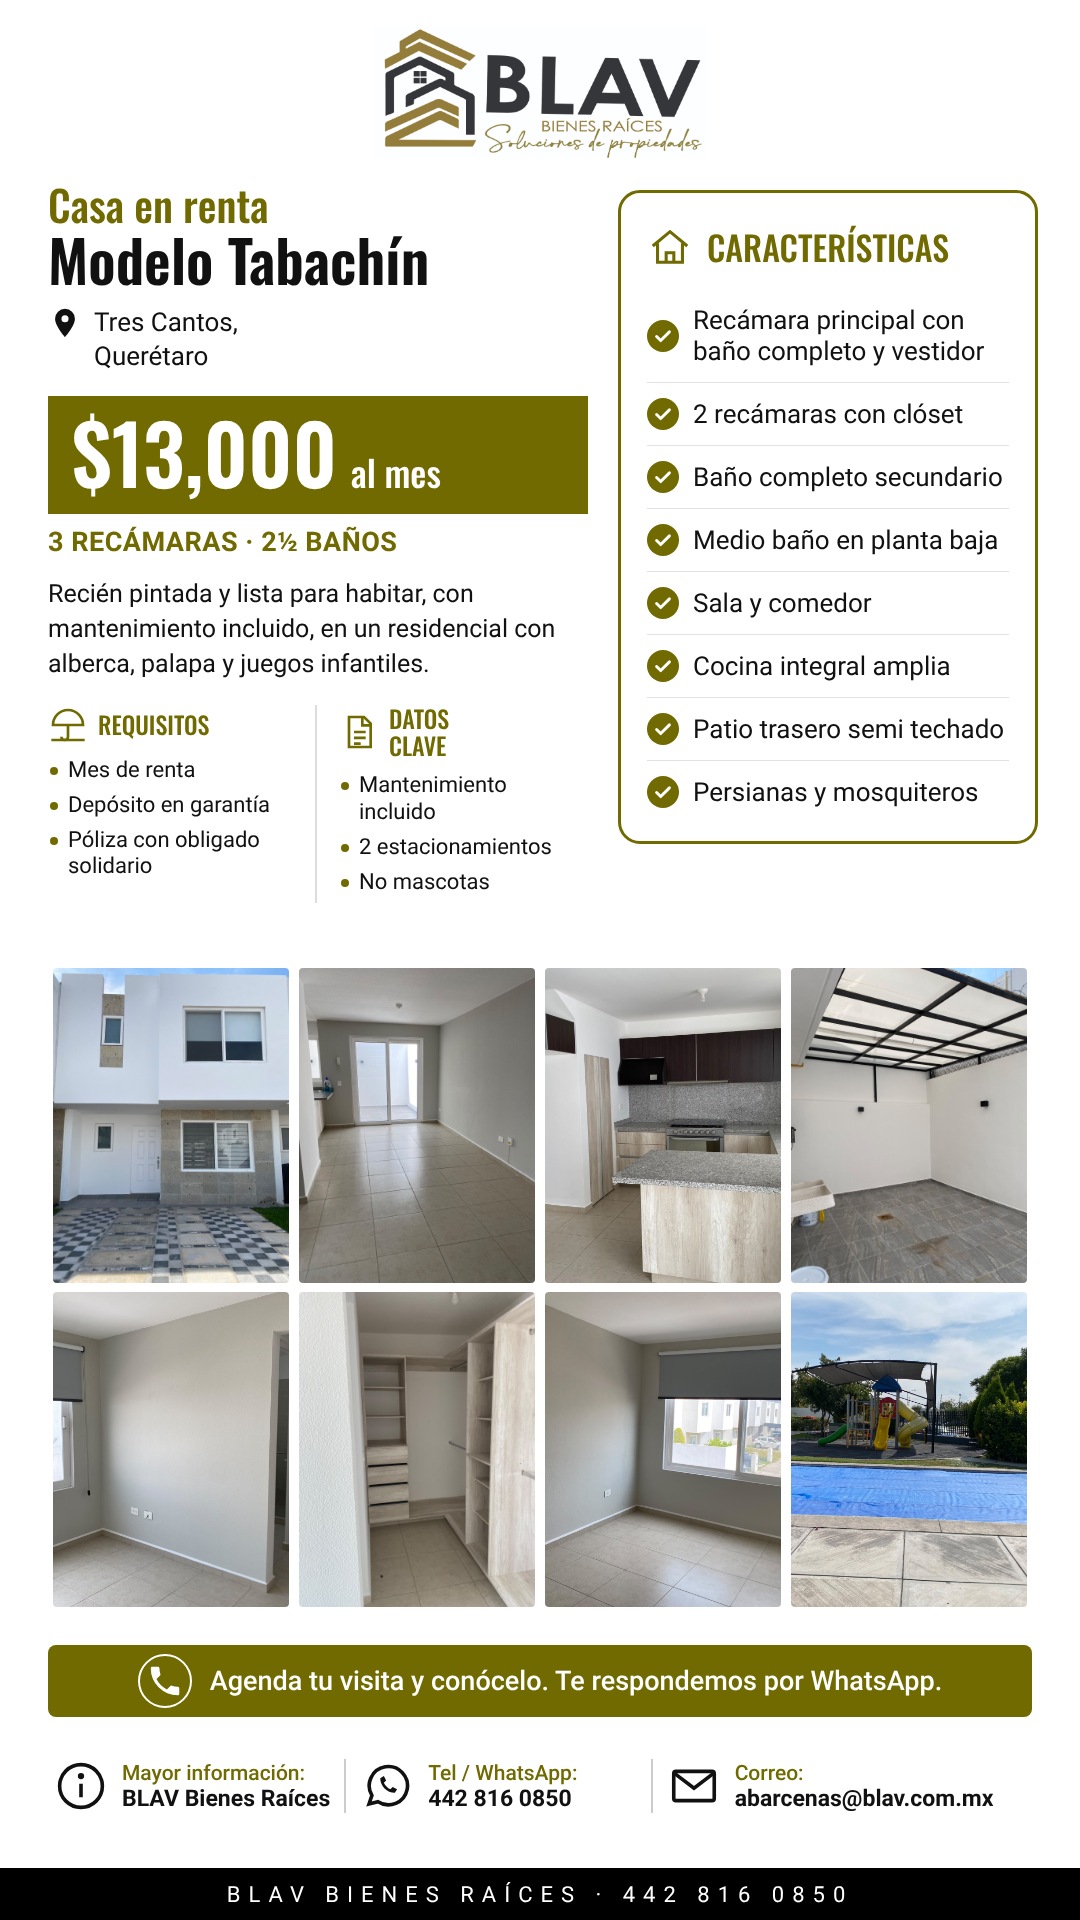 BLAV
BIENES RAÍCES
Soluciones de propiedades
Casa en renta
Modelo Tabachín
Tres Cantos,
Querétaro
$13,000 al mes
3 RECÁMARAS · 2½ BAÑOS
Recién pintada y lista para habitar, con
mantenimiento incluido, en un residencial con
alberca, palapa y juegos infantiles.
REQUISITOS
Mes de renta
Depósito en garantía
Póliza con obligado
solidario
DATOS
CLAVE
Mantenimiento
incluido
2 estacionamientos
No mascotas
CARACTERÍSTICAS
Recámara principal con
baño completo y vestidor
2 recámaras con clóset
Baño completo secundario
Medio baño en planta baja
Sala y comedor
Cocina integral amplia
Patio trasero semi techado
Persianas y mosquiteros
Agenda tu visita y conócelo. Te respondemos por WhatsApp.
Mayor información:
BLAV Bienes Raíces
Tel / WhatsApp:
442 816 0850
Correo:
abarcenas@blav.com.mx
BLAV BIENES RAÍCES · 442 816 0850